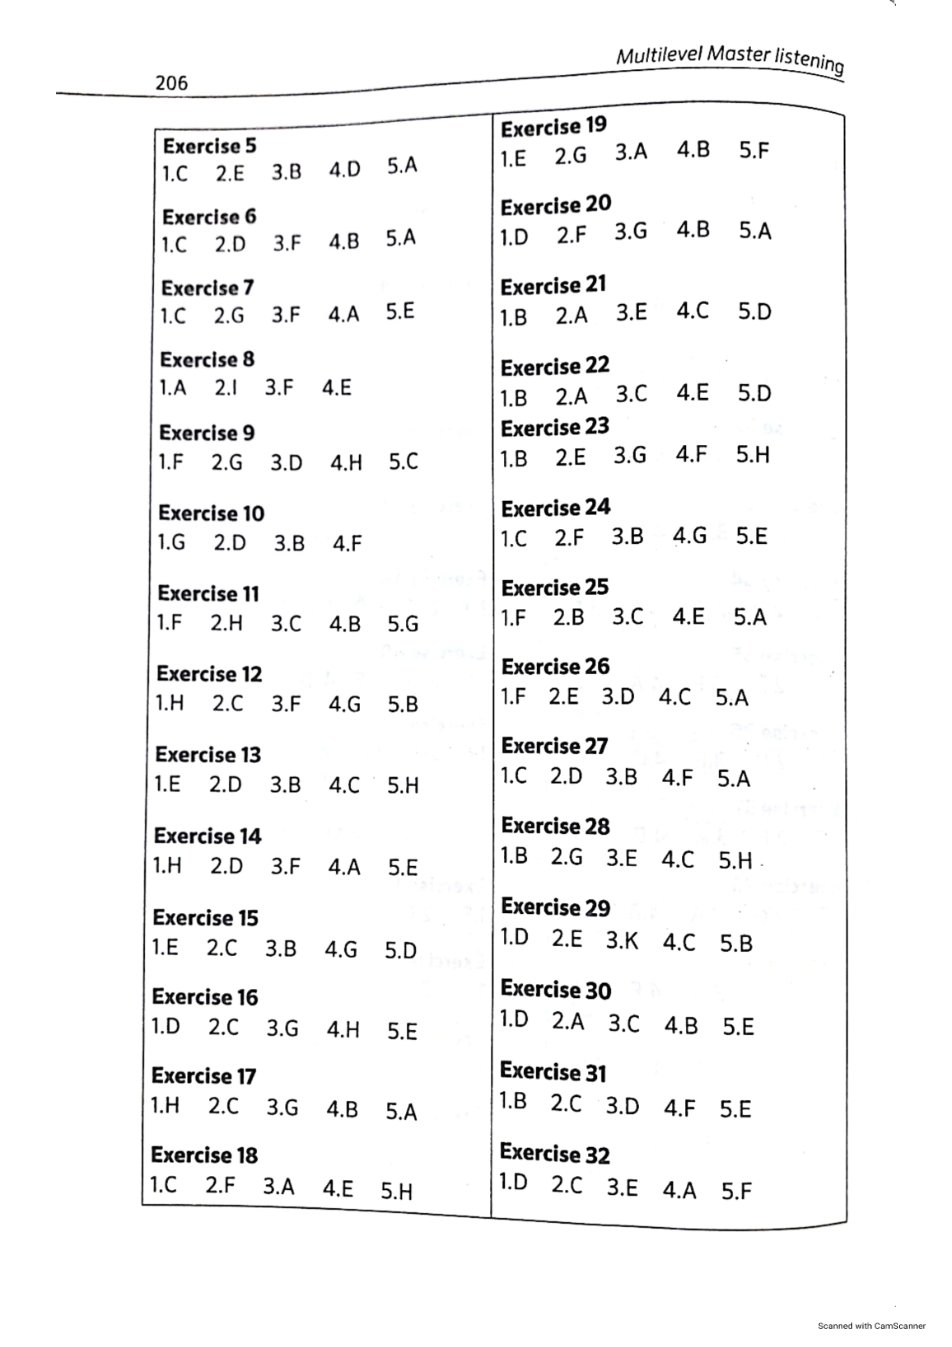 Multilevel Master listening
206
Exercise 5
1.C 2.E 3.B 4.D 5.A
Exercise 6
1.C 2.D 3.F 4.B 5.A
Exercise 7
1.C 2.G 3.F 4.A 5.E
Exercise 8
1.A 2.I 3.F 4.E
Exercise 9
1.F 2.G 3.D 4.H 5.C
Exercise 10
1.G 2.D 3.B 4.F
Exercise 11
1.F 2.H 3.C 4.B 5.G
Exercise 12
1.H 2.C 3.F 4.G 5.B
Exercise 13
1.E 2.D 3.B 4.C 5.H
Exercise 14
1.H 2.D 3.F 4.A 5.E
Exercise 15
1.E 2.C 3.B 4.G 5.D
Exercise 16
1.D 2.C 3.G 4.H 5.E
Exercise 17
1.H 2.C 3.G 4.B 5.A
Exercise 18
1.C 2.F 3.A 4.E 5.H
Exercise 19
1.E 2.G 3.A 4.B 5.F
Exercise 20
1.D 2.F 3.G 4.B 5.A
Exercise 21
1.B 2.A 3.E 4.C 5.D
Exercise 22
1.B 2.A 3.C 4.E 5.D
Exercise 23
1.B 2.E 3.G 4.F 5.H
Exercise 24
1.C 2.F 3.B 4.G 5.E
Exercise 25
1.F 2.B 3.C 4.E 5.A
Exercise 26
1.F 2.E 3.D 4.C 5.A
Exercise 27
1.C 2.D 3.B 4.F 5.A
Exercise 28
1.B 2.G 3.E 4.C 5.H
Exercise 29
1.D 2.E 3.K 4.C 5.B
Exercise 30
1.D 2.A 3.C 4.B 5.E
Exercise 31
1.B 2.C 3.D 4.F 5.E
Exercise 32
1.D 2.C 3.E 4.A 5.F
Scanned with CamScanner